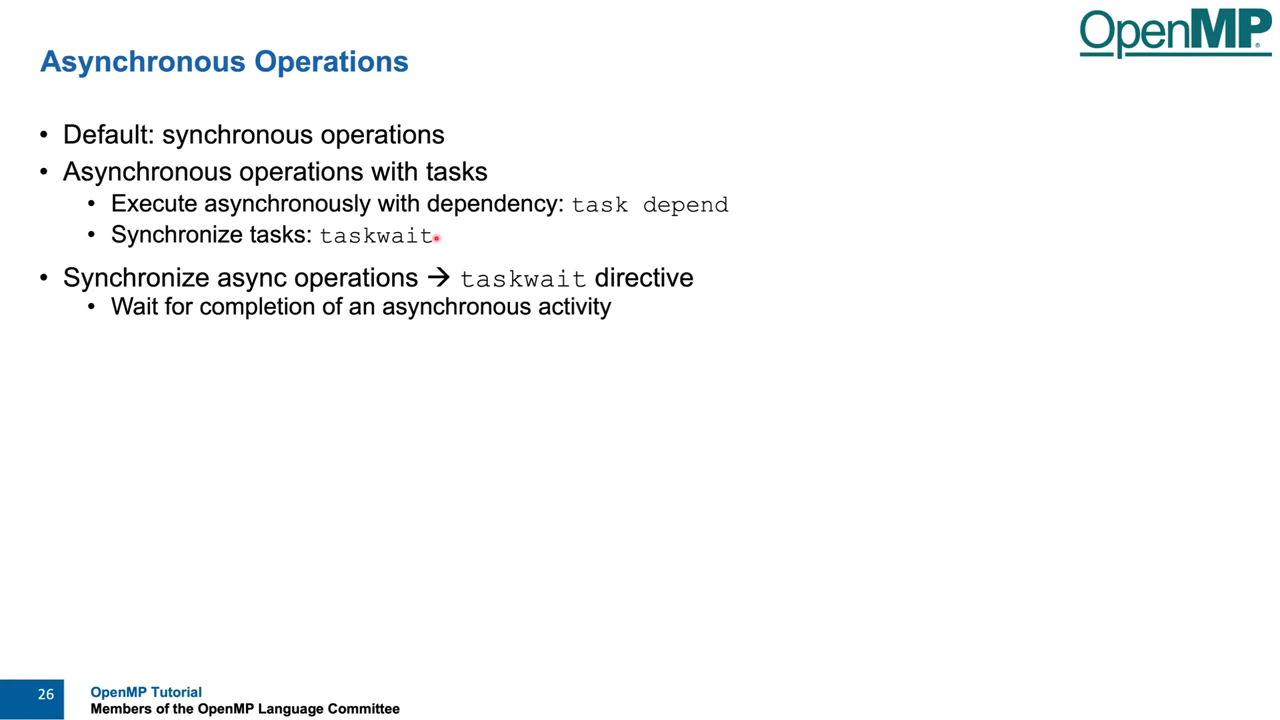 OpenMP
Asynchronous Operations
• Default: synchronous operations
• Asynchronous operations with tasks
• Execute asynchronously with dependency: task depend
• Synchronize tasks: taskwait
• Synchronize async operations → taskwait directive
• Wait for completion of an asynchronous activity
26
OpenMP Tutorial
Members of the OpenMP Language Committee